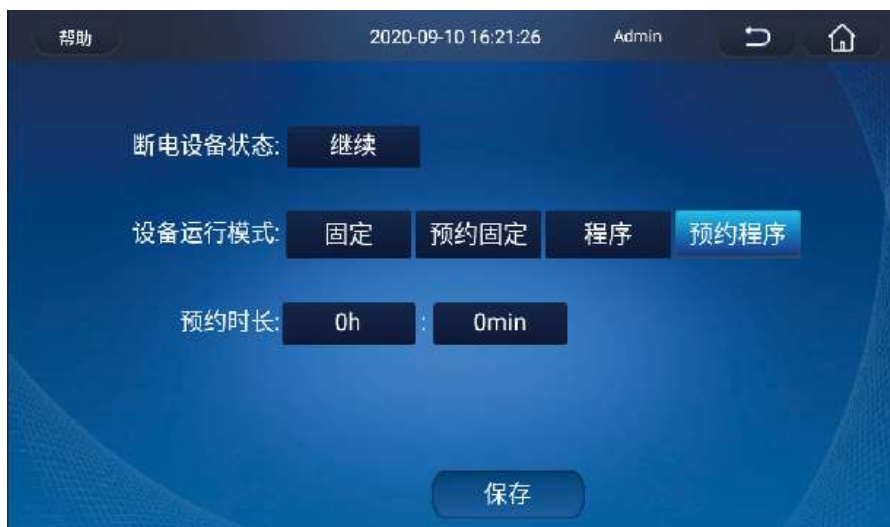 帮助 2020-09-10 16:21:26 Admin
断电设备状态: 继续
设备运行模式: 固定 预约固定 程序 预约程序
预约时长: 0h : 0min
保存